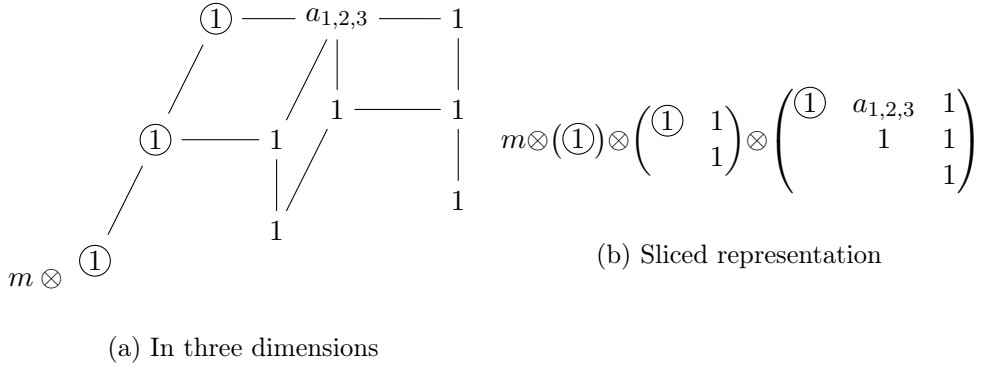 ① a₁,₂,₃ 1
1 1
① 1
1
1
m ⊗ ①
(a) In three dimensions
m⊗(①)⊗(① 1
1)⊗(① a₁,₂,₃ 1
1 1
1)
(b) Sliced representation